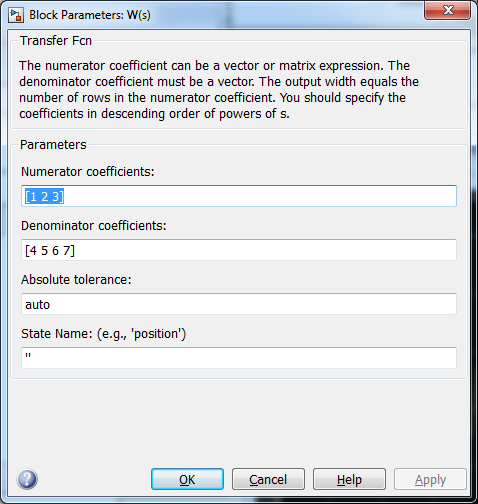 Block Parameters: W(s)
Transfer Fcn
The numerator coefficient can be a vector or matrix expression. The
denominator coefficient must be a vector. The output width equals the
number of rows in the numerator coefficient. You should specify the
coefficients in descending order of powers of s.
Parameters
Numerator coefficients:
[1 2 3]
Denominator coefficients:
[4 5 6 7]
Absolute tolerance:
auto
State Name: (e.g., 'position')
''
? OK Cancel Help Apply